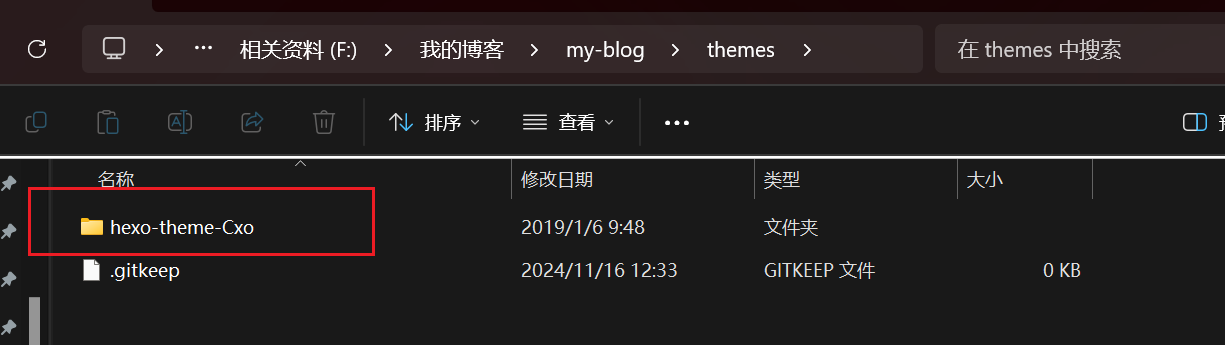 相关资料 (F:) 我的博客 my-blog themes 在 themes 中搜索
排序 查看
名称 修改日期 类型 大小
hexo-theme-Cxo 2019/1/6 9:48 文件夹
.gitkeep 2024/11/16 12:33 GITKEEP 文件 0 KB